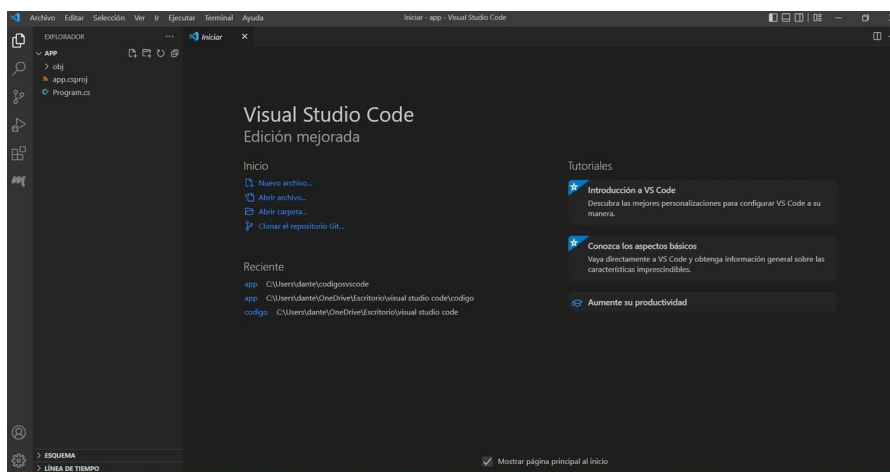 Archivo Editar Selección Ver Ir Ejecutar Terminal Ayuda
Iniciar - app - Visual Studio Code
EXPLORADOR
Iniciar
APP
obj
app.csproj
Program.cs
Visual Studio Code
Edición mejorada
Inicio
Nuevo archivo...
Abrir archivo...
Abrir carpeta...
Clonar el repositorio Git...
Reciente
app C:\Users\dante\codigosvscode
app C:\Users\dante\OneDrive\Escritorio\visual studio code\codigo
codigo C:\Users\dante\OneDrive\Escritorio\visual studio code
Tutoriales
Introducción a VS Code
Descubra las mejores personalizaciones para configurar VS Code a su
manera.
Conozca los aspectos básicos
Vaya directamente a VS Code y obtenga información general sobre las
características imprescindibles.
Aumente su productividad
ESQUEMA
LÍNEA DE TIEMPO
Mostrar página principal al inicio